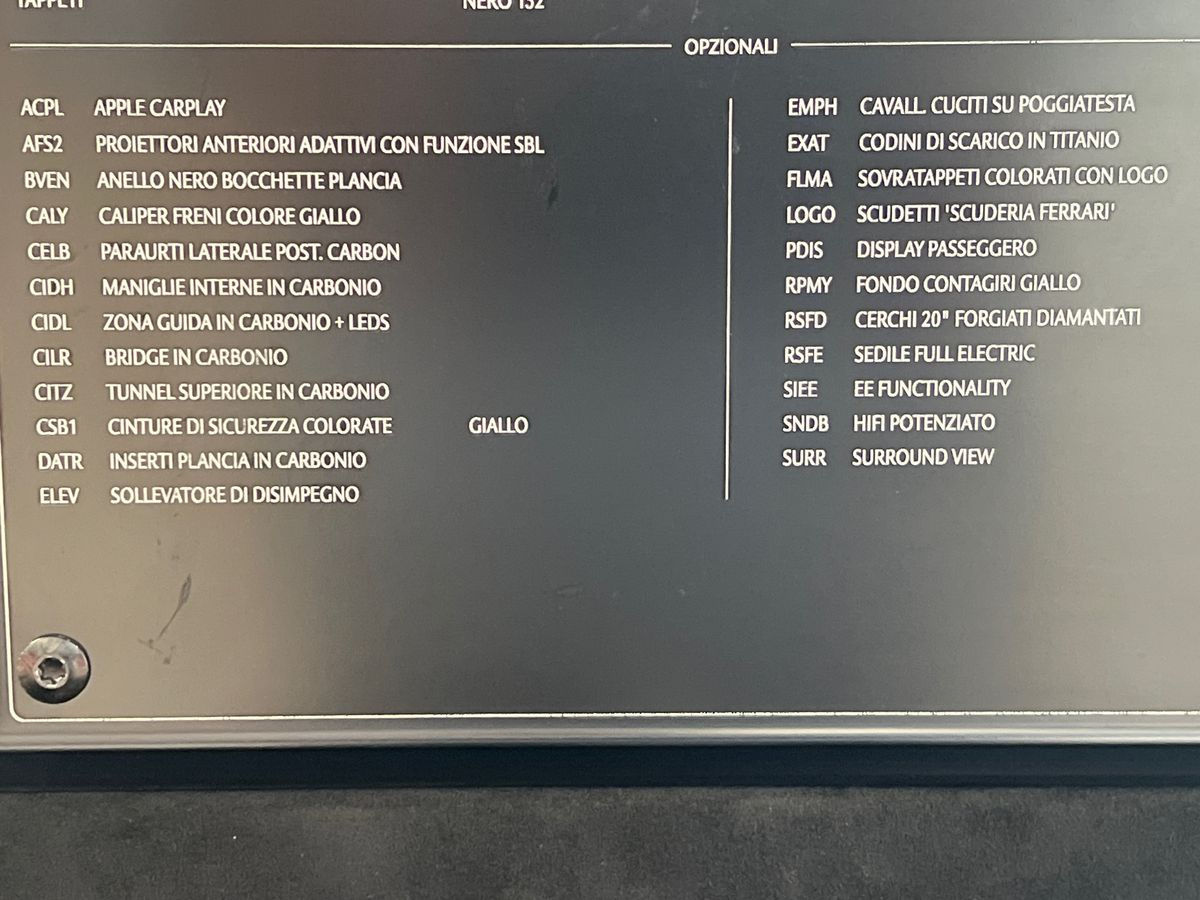 TAPPETI NERO 132
OPZIONALI
ACPL APPLE CARPLAY
AFS2 PROIETTORI ANTERIORI ADATTIVI CON FUNZIONE SBL
BVEN ANELLO NERO BOCCHETTE PLANCIA
CALY CALIPER FRENI COLORE GIALLO
CELB PARAURTI LATERALE POST. CARBON
CIDH MANIGLIE INTERNE IN CARBONIO
CIDL ZONA GUIDA IN CARBONIO + LEDS
CILR BRIDGE IN CARBONIO
CITZ TUNNEL SUPERIORE IN CARBONIO
CSB1 CINTURE DI SICUREZZA COLORATE GIALLO
DATR INSERTI PLANCIA IN CARBONIO
ELEV SOLLEVATORE DI DISIMPEGNO
EMPH CAVALL. CUCITI SU POGGIATESTA
EXAT CODINI DI SCARICO IN TITANIO
FLMA SOVRATAPPETI COLORATI CON LOGO
LOGO SCUDETTI 'SCUDERIA FERRARI'
PDIS DISPLAY PASSEGGERO
RPMY FONDO CONTAGIRI GIALLO
RSFD CERCHI 20" FORGIATI DIAMANTATI
RSFE SEDILE FULL ELECTRIC
SIEE EE FUNCTIONALITY
SNDB HIFI POTENZIATO
SURR SURROUND VIEW